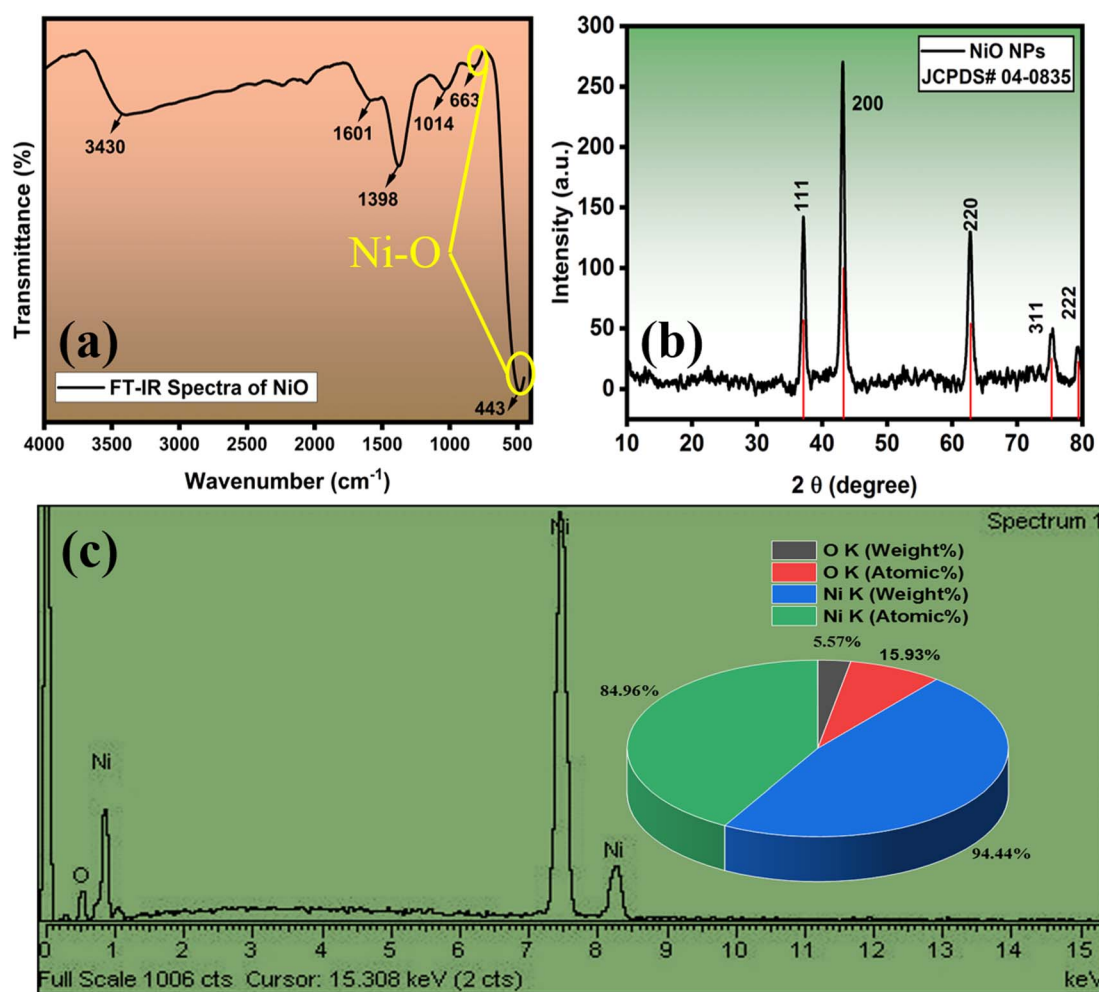 (a)
Transmittance (%)
3430
1601
1398
1014
663
443
Ni-O
FT-IR Spectra of NiO
4000 3500 3000 2500 2000 1500 1000 500
Wavenumber (cm-1)
(b)
Intensity (a.u.)
300
250
200
150
100
50
0
NiO NPs
JCPDS# 04-0835
111
200
220
311
222
10 20 30 40 50 60 70 80
2 θ (degree)
(c)
Spectrum 1
Ni
O
Ni
Ni
O K (Weight%)
O K (Atomic%)
Ni K (Weight%)
Ni K (Atomic%)
5.57%
15.93%
84.96%
94.44%
0 1 2 3 4 5 6 7 8 9 10 11 12 13 14 15
Full Scale 1006 cts Cursor: 15.308 keV (2 cts)
keV